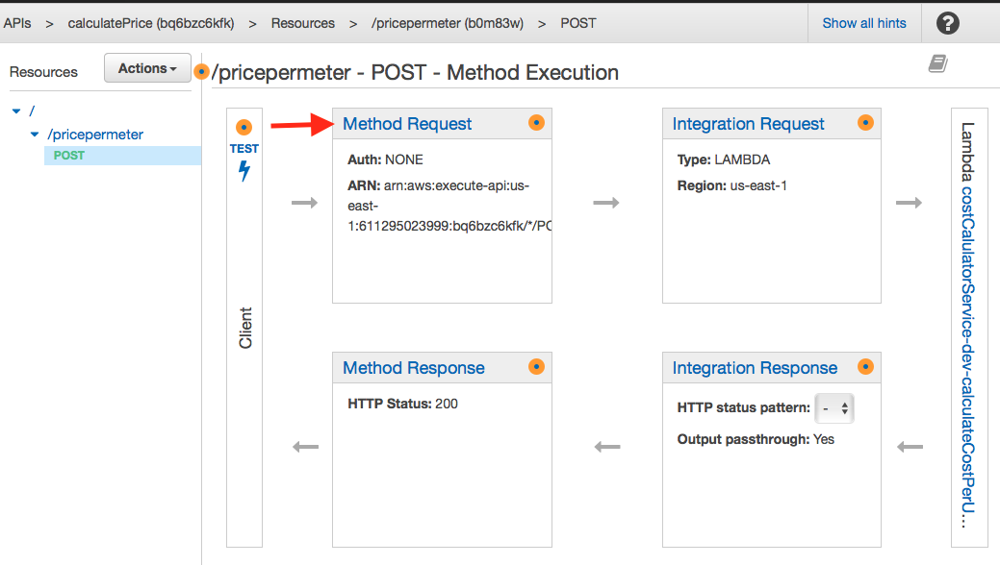 APIs > calculatePrice (bq6bzc6kfk) > Resources > /pricepermeter (b0m83w) > POST
Show all hints
?
Resources
Actions
/pricepermeter - POST - Method Execution
/
/pricepermeter
POST
TEST
Client
Method Request
Auth: NONE
ARN: arn:aws:execute-api:us-
east-
1:611295023999:bq6bzc6kfk/*/PO
Integration Request
Type: LAMBDA
Region: us-east-1
Lambda costCalulatorService-dev-calculateCostPerU...
Method Response
HTTP Status: 200
Integration Response
HTTP status pattern: -
Output passthrough: Yes